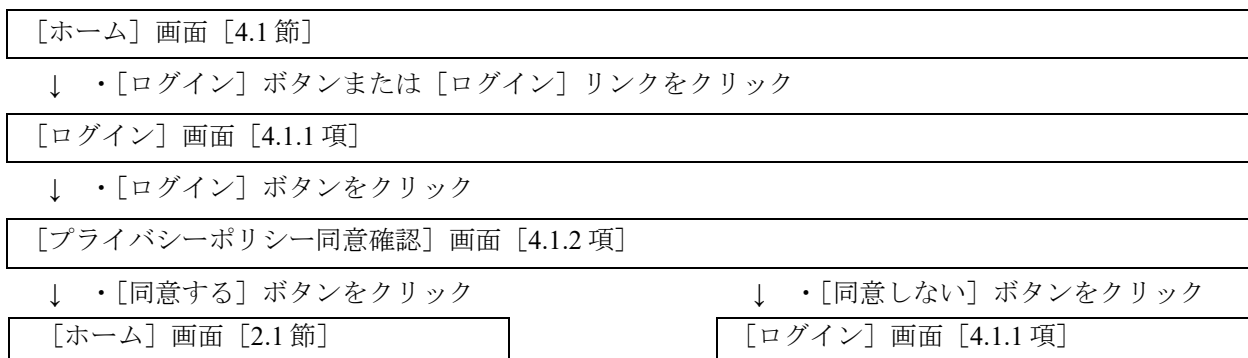 ［ホーム］画面［4.1 節］
↓ ・［ログイン］ボタンまたは［ログイン］リンクをクリック
［ログイン］画面［4.1.1 項］
↓ ・［ログイン］ボタンをクリック
［プライバシーポリシー同意確認］画面［4.1.2 項］
↓ ・［同意する］ボタンをクリック ↓ ・［同意しない］ボタンをクリック
［ホーム］画面［2.1 節］ ［ログイン］画面［4.1.1 項］